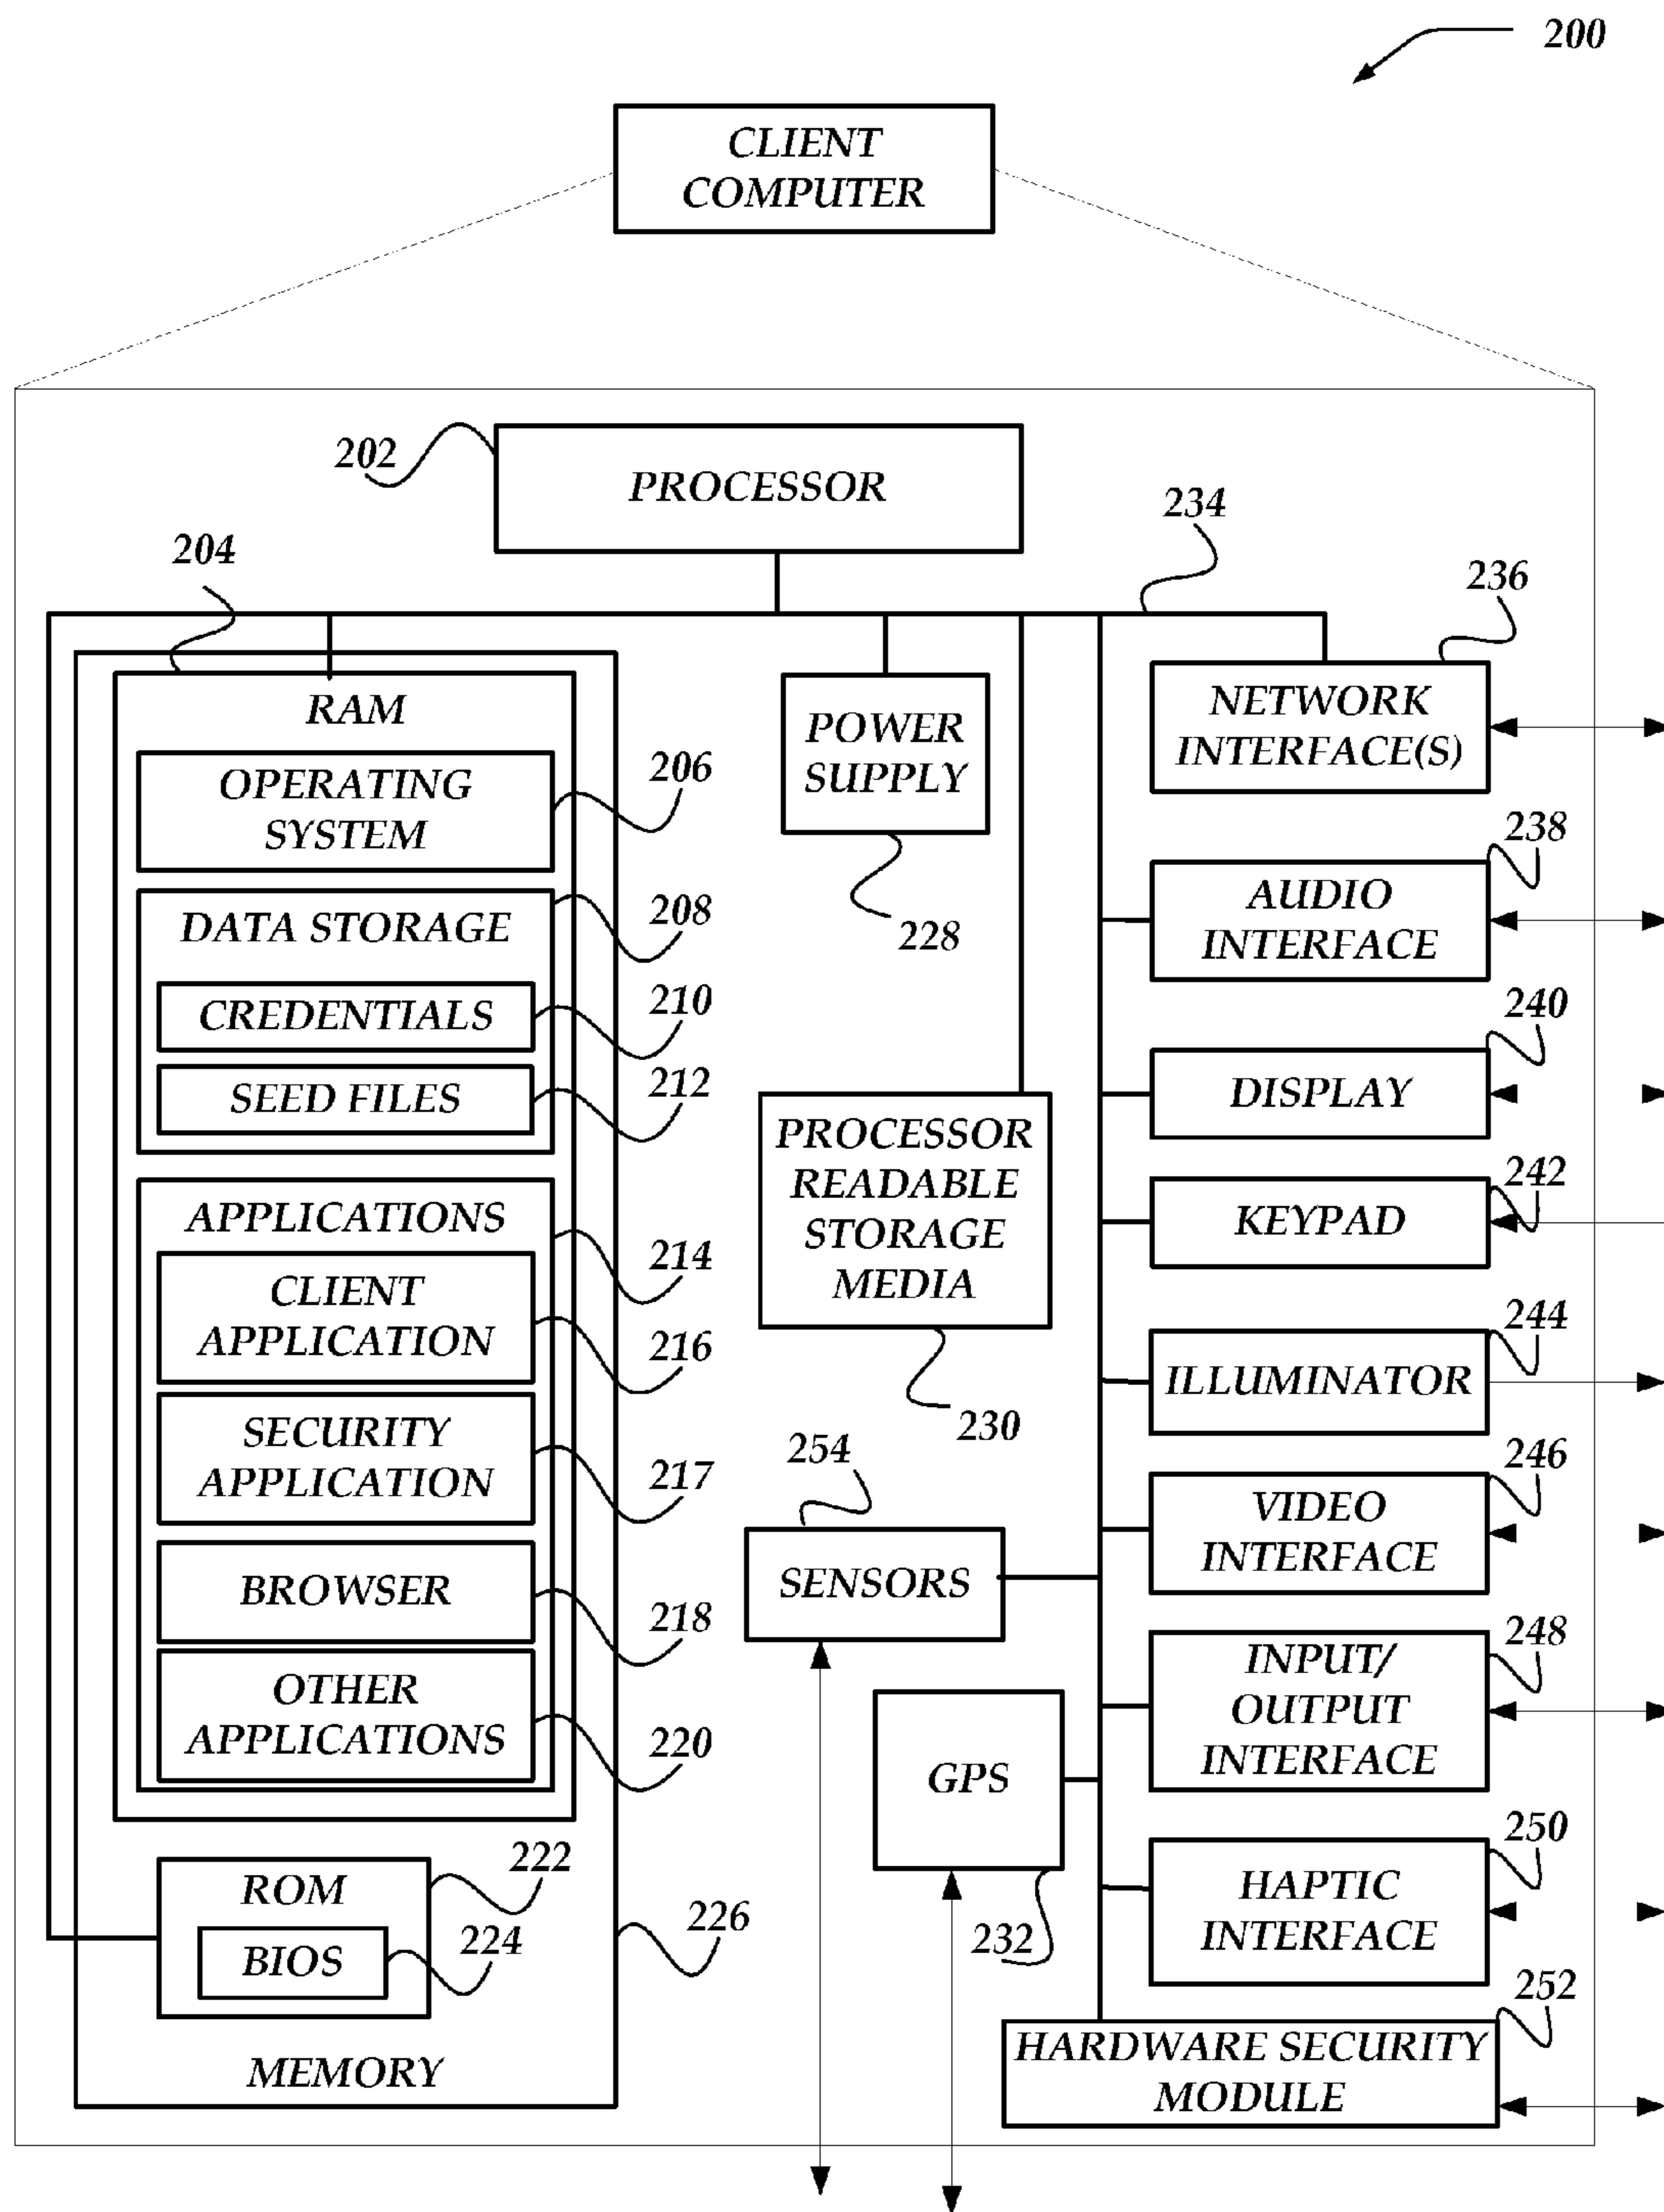 200
CLIENT
COMPUTER
202
PROCESSOR
234
204
236
RAM
OPERATING
SYSTEM
206
DATA STORAGE
208
CREDENTIALS
210
SEED FILES
212
APPLICATIONS
214
CLIENT
APPLICATION
216
SECURITY
APPLICATION
217
BROWSER
218
OTHER
APPLICATIONS
220
ROM
222
BIOS
224
226
MEMORY
POWER
SUPPLY
228
PROCESSOR
READABLE
STORAGE
MEDIA
230
254
SENSORS
GPS
232
NETWORK
INTERFACE(S)
238
AUDIO
INTERFACE
240
DISPLAY
242
KEYPAD
244
ILLUMINATOR
246
VIDEO
INTERFACE
248
INPUT/
OUTPUT
INTERFACE
250
HAPTIC
INTERFACE
252
HARDWARE SECURITY
MODULE